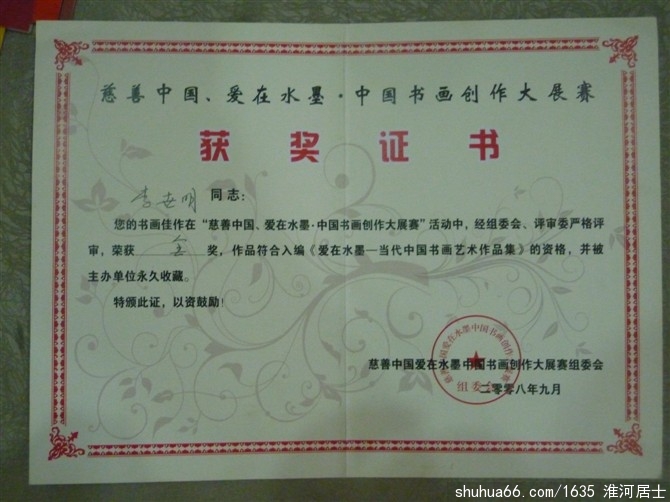 慈善中国、爱在水墨·中国书画创作大展赛
获奖证书
李世明 同志：
您的书画佳作在“慈善中国、爱在水墨·中国书画创作大展赛”活动中，经组委会、评审委严格评
审，荣获 金 奖，作品符合入编《爱在水墨—当代中国书画艺术作品集》的资格，并被
主办单位永久收藏。
特颁此证，以资鼓励！
慈善中国爱在水墨中国书画创作大展赛组委会
组委会
二零零八年九月
shuhua66.com/1635 淮河居士